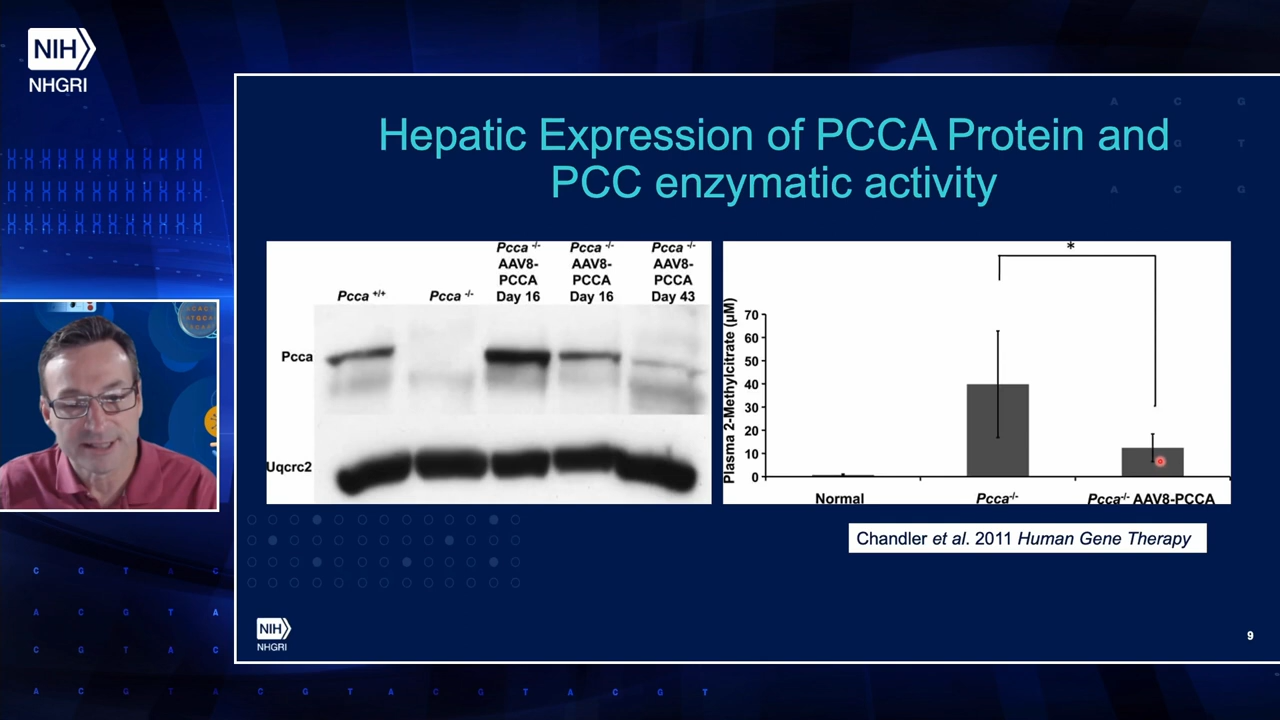 NIH
NHGRI
Hepatic Expression of PCCA Protein and
PCC enzymatic activity
Pcca +/+
Pcca -/-
Pcca -/-
AAV8-
PCCA
Day 16
Pcca -/-
AAV8-
PCCA
Day 16
Pcca -/-
AAV8-
PCCA
Day 43
Pcca
Uqcrc2
*
Plasma 2-Methylcitrate (µM)
70
60
50
40
30
20
10
0
Normal
Pcca-/-
Pcca-/- AAV8-PCCA
Chandler et al. 2011 Human Gene Therapy
NIH
NHGRI
9
A C G
G T
A C G
C G T A C
A C G T A
C G T A C
A C G T A C G T A C G T A C G T